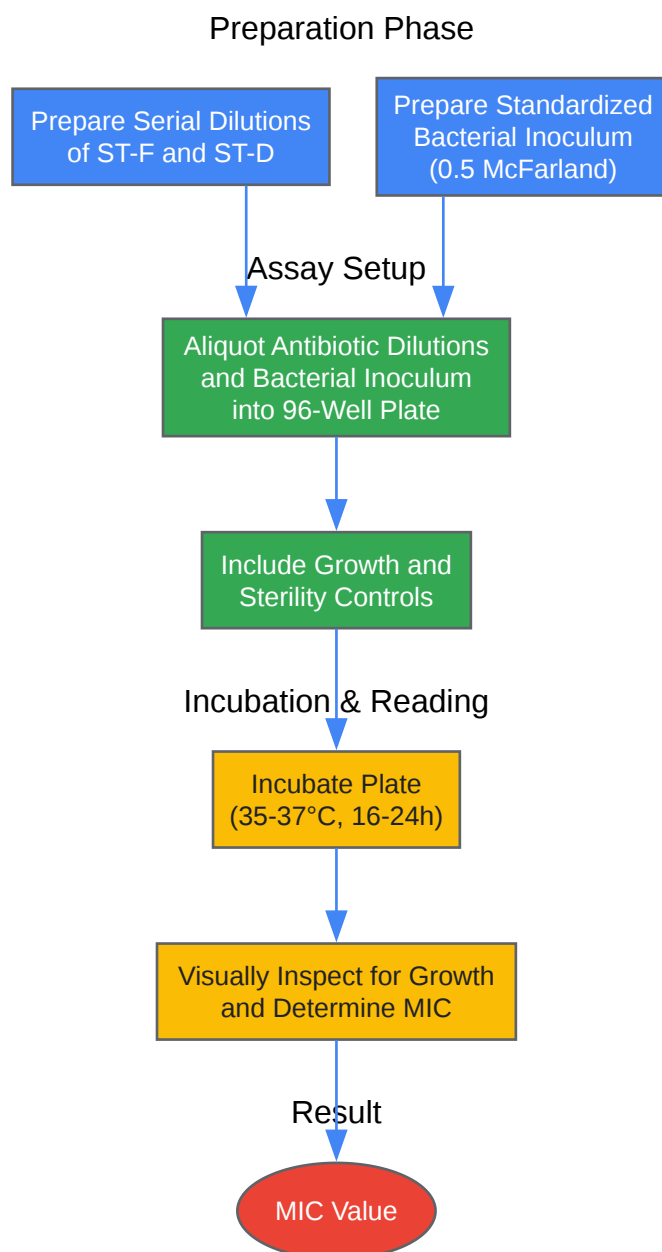 Preparation Phase
Prepare Serial Dilutions
of ST-F and ST-D
Prepare Standardized
Bacterial Inoculum
(0.5 McFarland)
Assay Setup
Aliquot Antibiotic Dilutions
and Bacterial Inoculum
into 96-Well Plate
Include Growth and
Sterility Controls
Incubation & Reading
Incubate Plate
(35-37°C, 16-24h)
Visually Inspect for Growth
and Determine MIC
Result
MIC Value